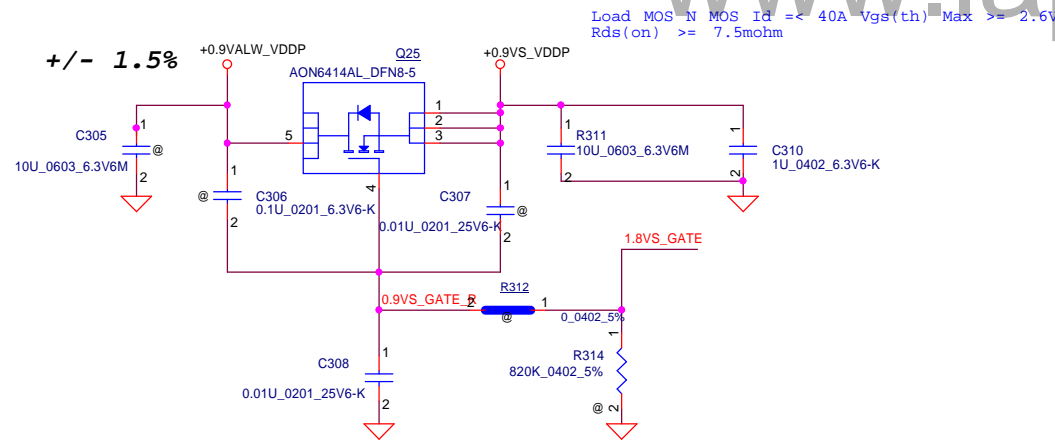 Load MOS N MOS Id =< 40A Vgs(th) Max >= 2.6V
Rds(on) >= 7.5mohm
+/- 1.5%
+0.9VALW_VDDP
Q25
AON6414AL_DFN8-5
+0.9VS_VDDP
1
2
3
5
4
C305
1
@
10U_0603_6.3V6M
2
1
@
C306
0.1U_0201_6.3V6-K
2
C307
1
@
0.01U_0201_25V6-K
2
1
R311
10U_0603_6.3V6M
2
1
C310
1U_0402_6.3V6-K
2
1.8VS_GATE
0.9VS_GATE_R
2
R312
1
@
0_0402_5%
C308
1
0.01U_0201_25V6-K
2
1
R314
820K_0402_5%
@
2